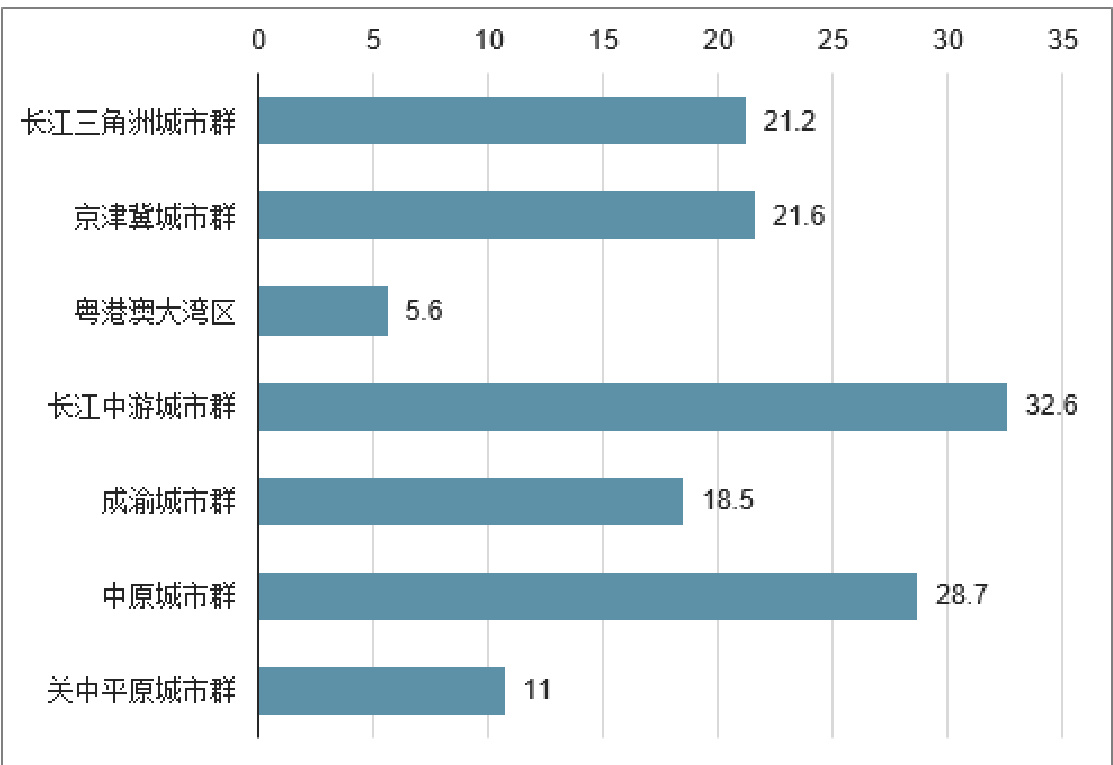 0 5 10 15 20 25 30 35
长江三角洲城市群 21.2
京津冀城市群 21.6
粤港澳大湾区 5.6
长江中游城市群 32.6
成渝城市群 18.5
中原城市群 28.7
关中平原城市群 11